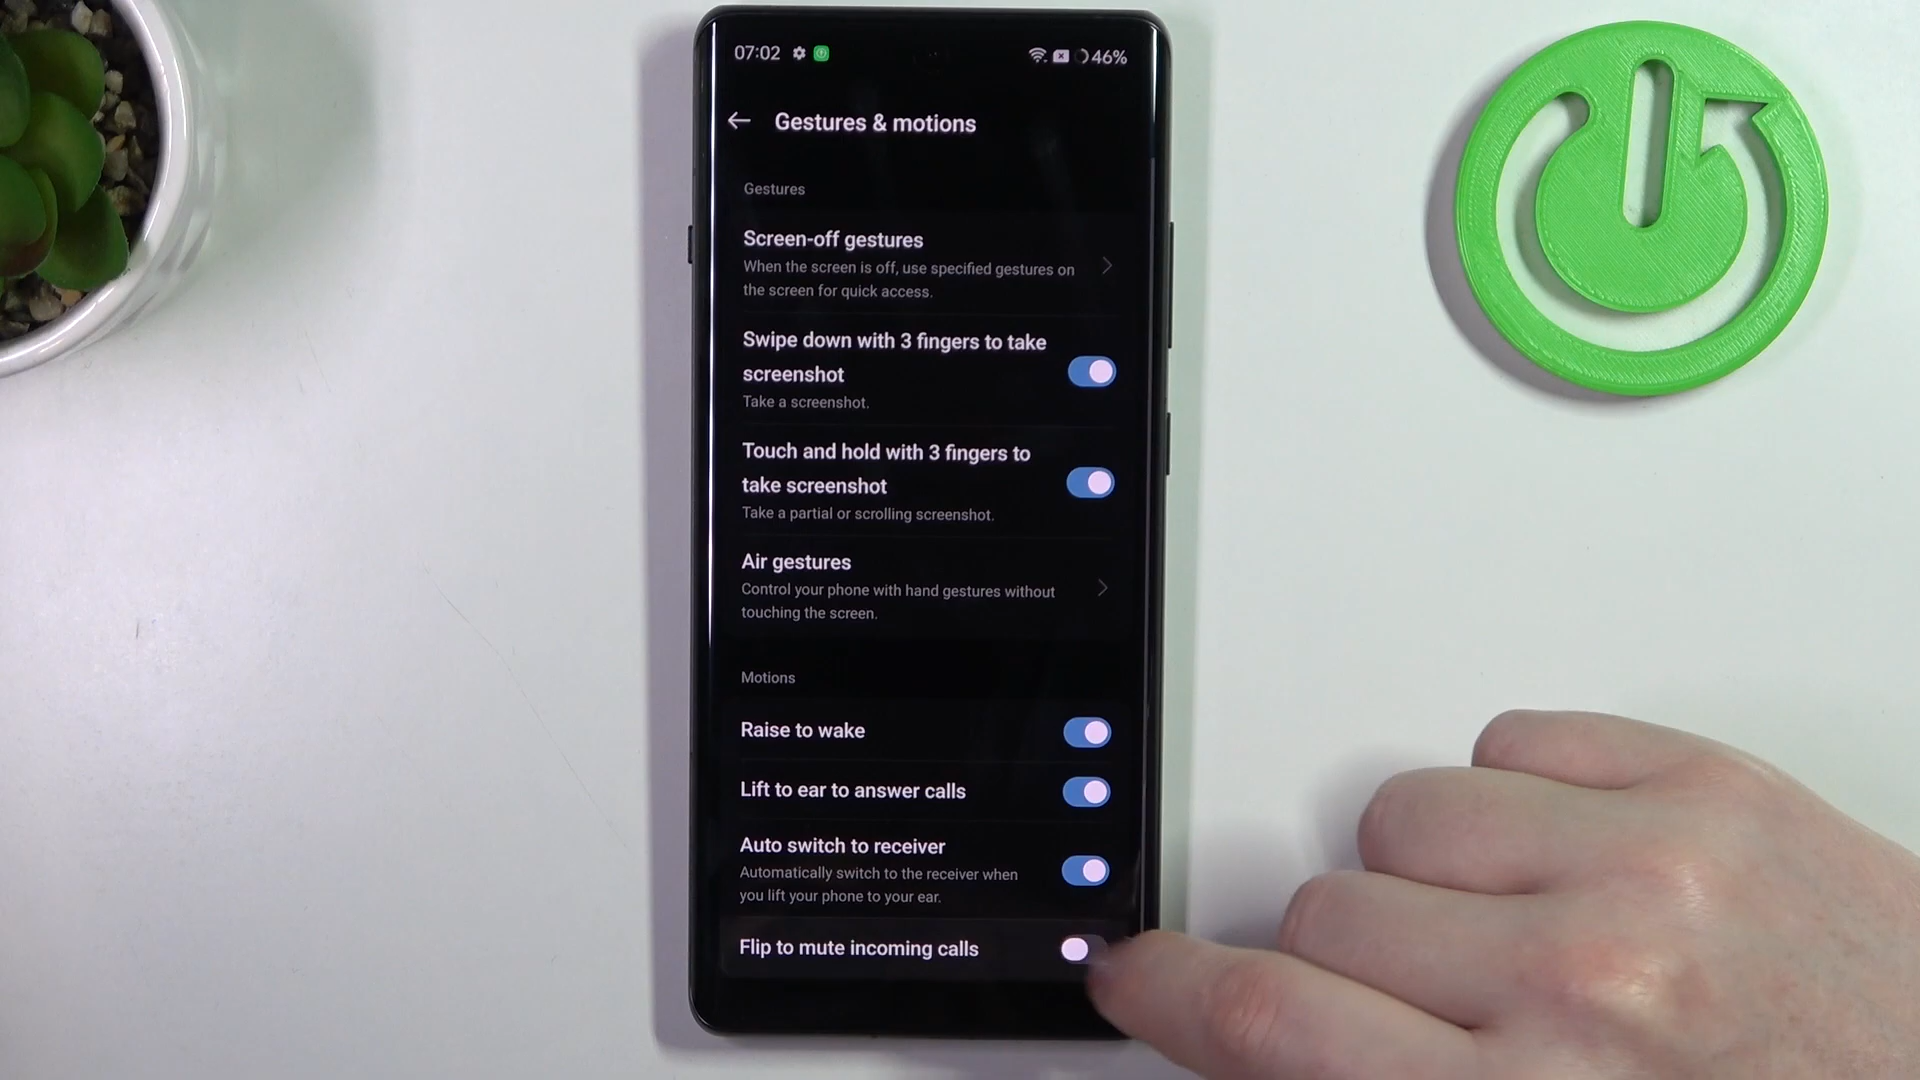 07:02 46%
Gestures & motions
Gestures
Screen-off gestures
When the screen is off, use specified gestures on
the screen for quick access.
Swipe down with 3 fingers to take
screenshot
Take a screenshot.
Touch and hold with 3 fingers to
take screenshot
Take a partial or scrolling screenshot.
Air gestures
Control your phone with hand gestures without
touching the screen.
Motions
Raise to wake
Lift to ear to answer calls
Auto switch to receiver
Automatically switch to the receiver when
you lift your phone to your ear.
Flip to mute incoming calls